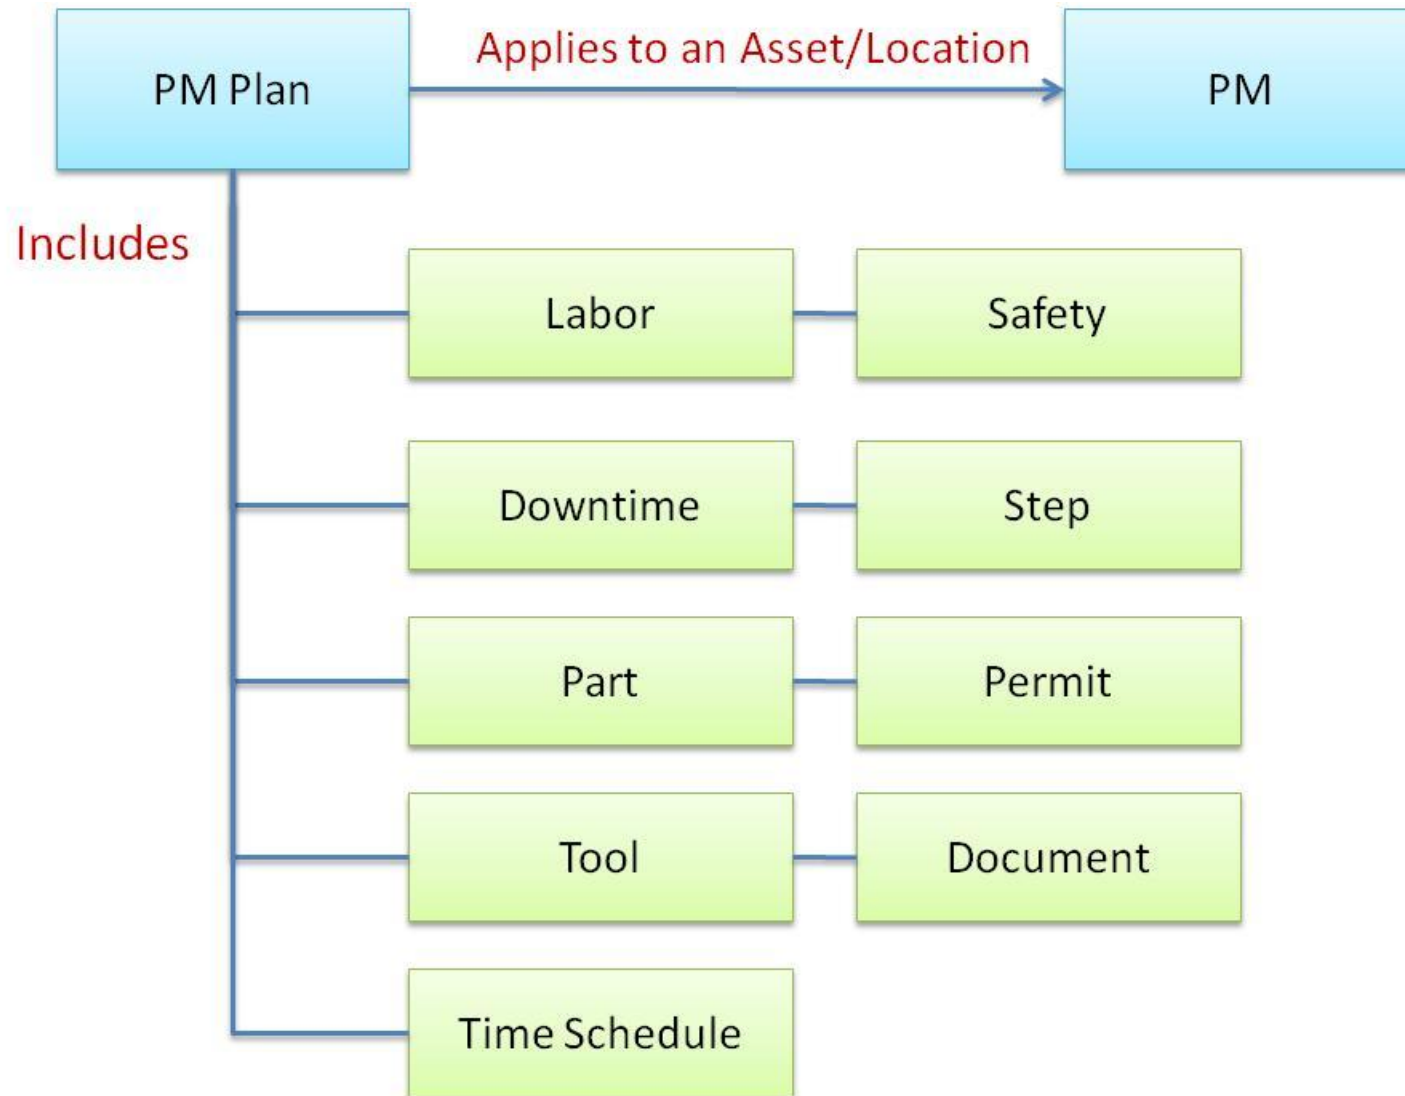 PM Plan
Applies to an Asset/Location
PM
Includes
Labor
Safety
Downtime
Step
Part
Permit
Tool
Document
Time Schedule